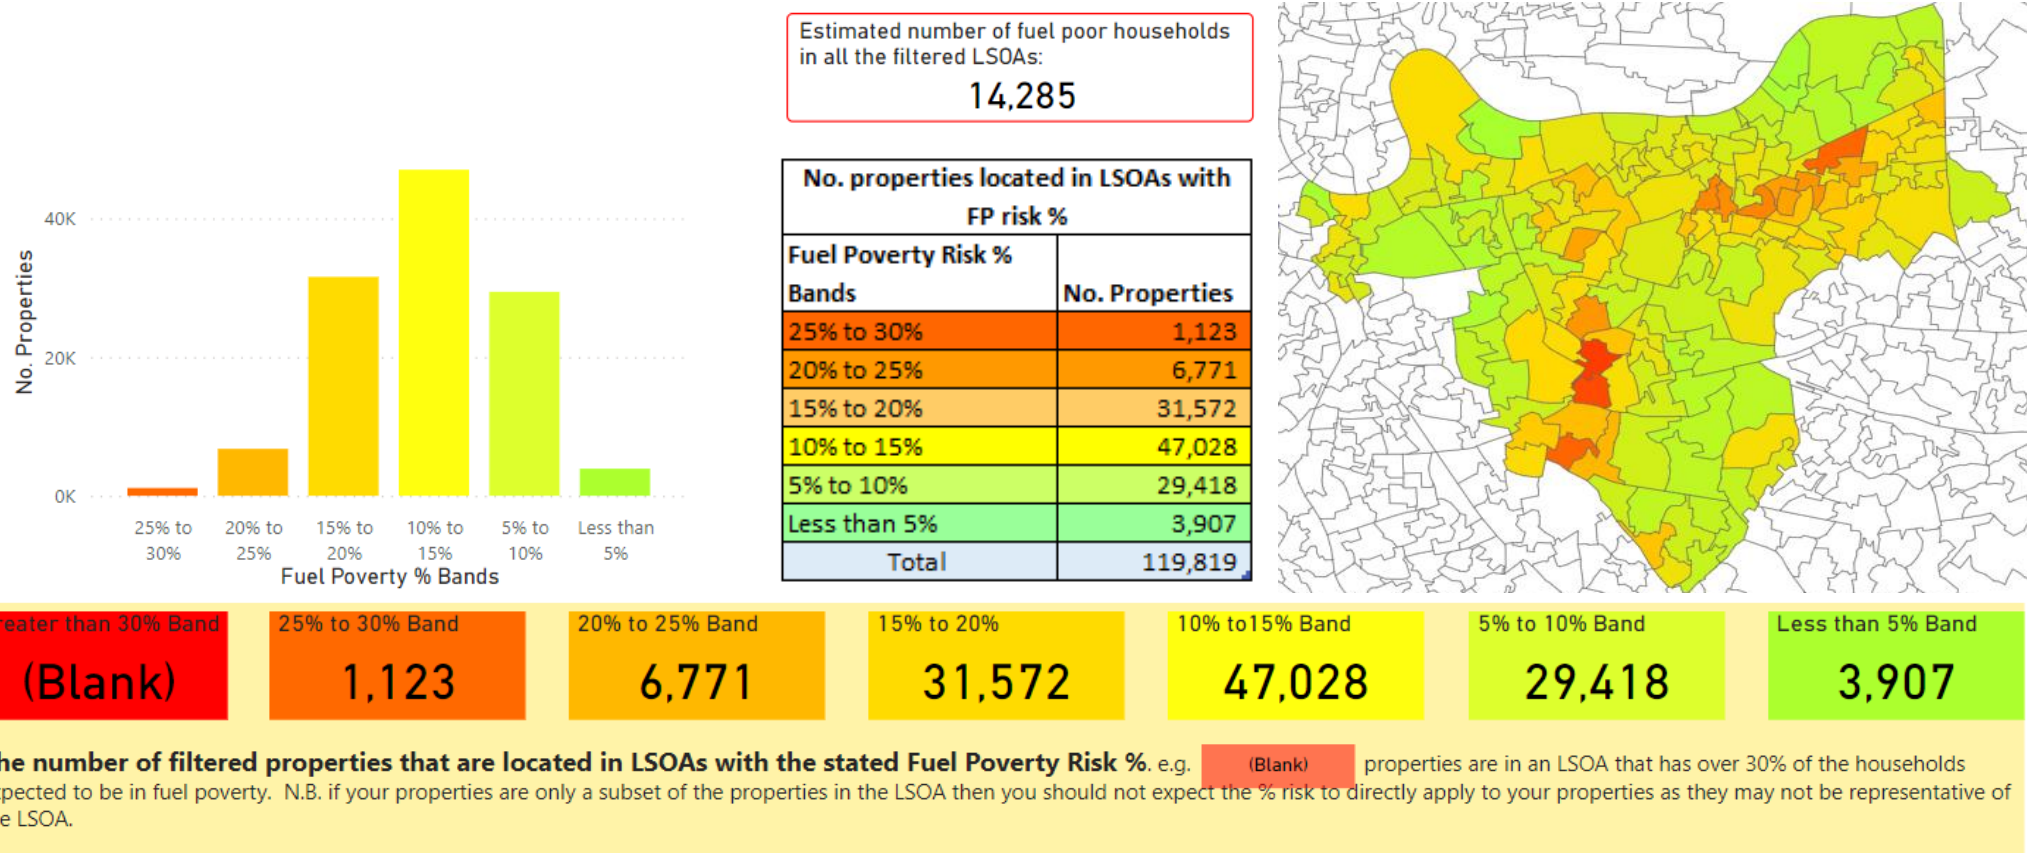 Estimated number of fuel poor households
in all the filtered LSOAs:
14,285
No. Properties
40K
20K
0K
25% to
30%
20% to
25%
15% to
20%
10% to
15%
5% to
10%
Less than
5%
Fuel Poverty % Bands
No. properties located in LSOAs with
FP risk %
Fuel Poverty Risk %
Bands No. Properties
25% to 30% 1,123
20% to 25% 6,771
15% to 20% 31,572
10% to 15% 47,028
5% to 10% 29,418
Less than 5% 3,907
Total 119,819
reater than 30% Band
(Blank)
25% to 30% Band
1,123
20% to 25% Band
6,771
15% to 20%
31,572
10% to15% Band
47,028
5% to 10% Band
29,418
Less than 5% Band
3,907
he number of filtered properties that are located in LSOAs with the stated Fuel Poverty Risk %. e.g. (Blank) properties are in an LSOA that has over 30% of the households
pected to be in fuel poverty. N.B. if your properties are only a subset of the properties in the LSOA then you should not expect the % risk to directly apply to your properties as they may not be representative of
e LSOA.